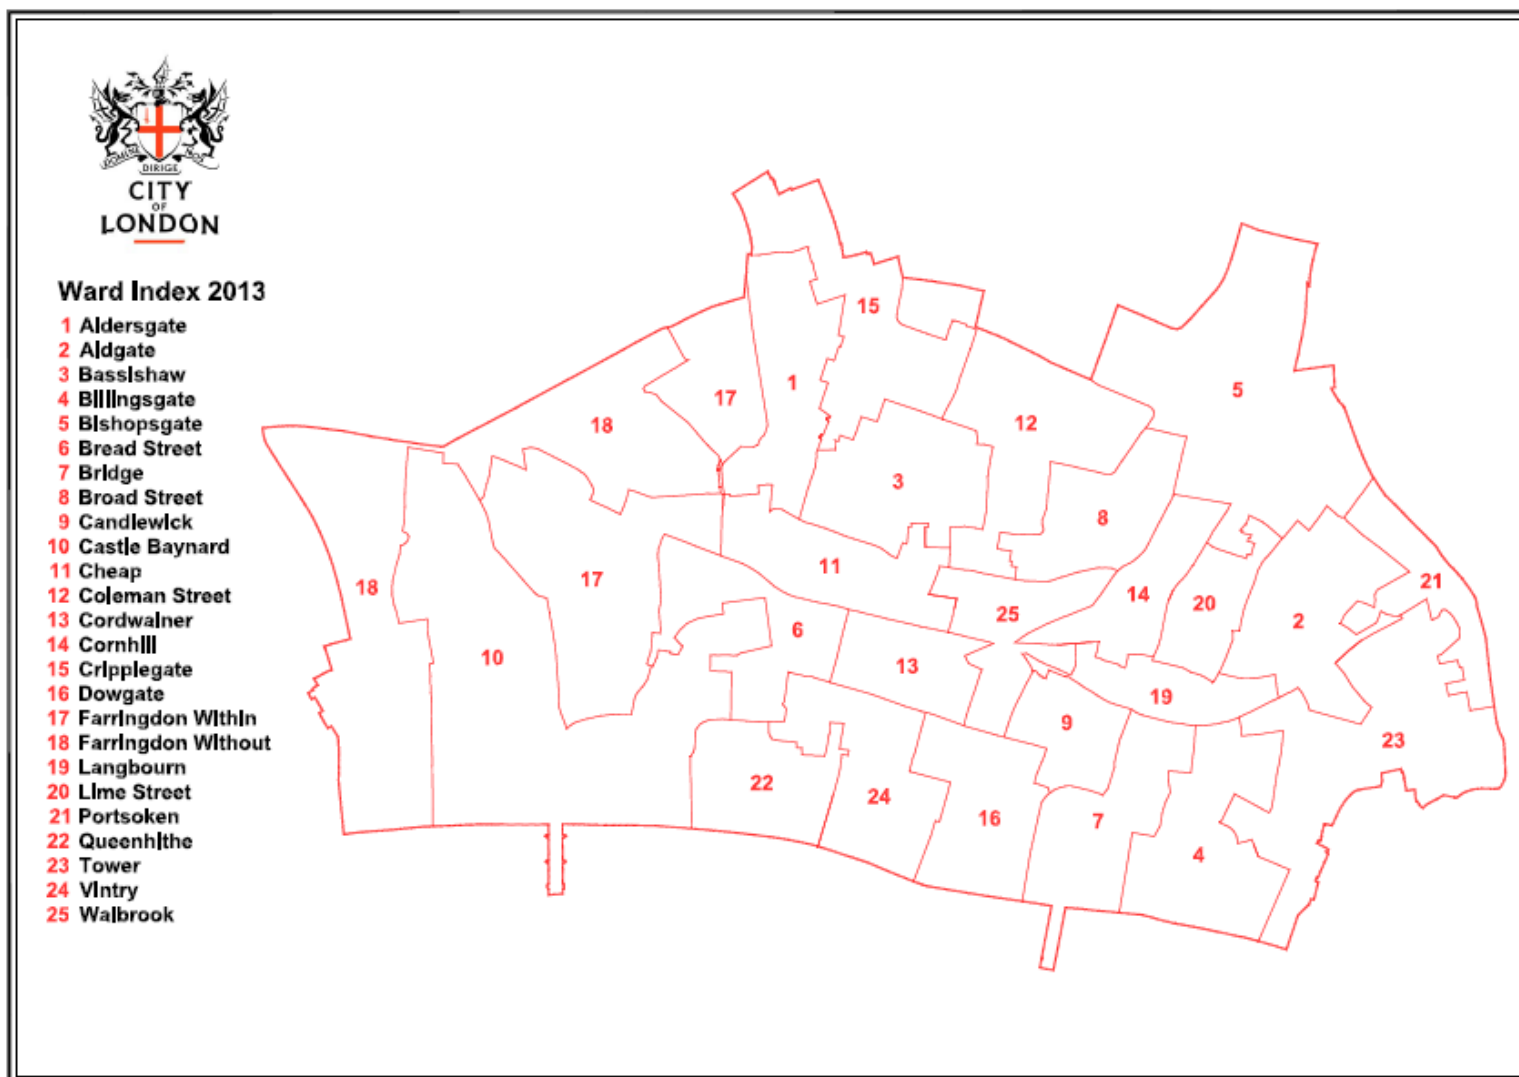 DOMINE DIRIGE NOS
CITY
OF
LONDON
Ward Index 2013
1 Aldersgate
2 Aldgate
3 Bassishaw
4 Billingsgate
5 Bishopsgate
6 Bread Street
7 Bridge
8 Broad Street
9 Candlewick
10 Castle Baynard
11 Cheap
12 Coleman Street
13 Cordwainer
14 Cornhill
15 Cripplegate
16 Dowgate
17 Farringdon Within
18 Farringdon Without
19 Langbourn
20 Lime Street
21 Portsoken
22 Queenhithe
23 Tower
24 Vintry
25 Walbrook
15
1
17
5
18
12
3
8
11
17
18
14
20
21
25
2
6
10
13
19
9
23
22
24
16
7
4